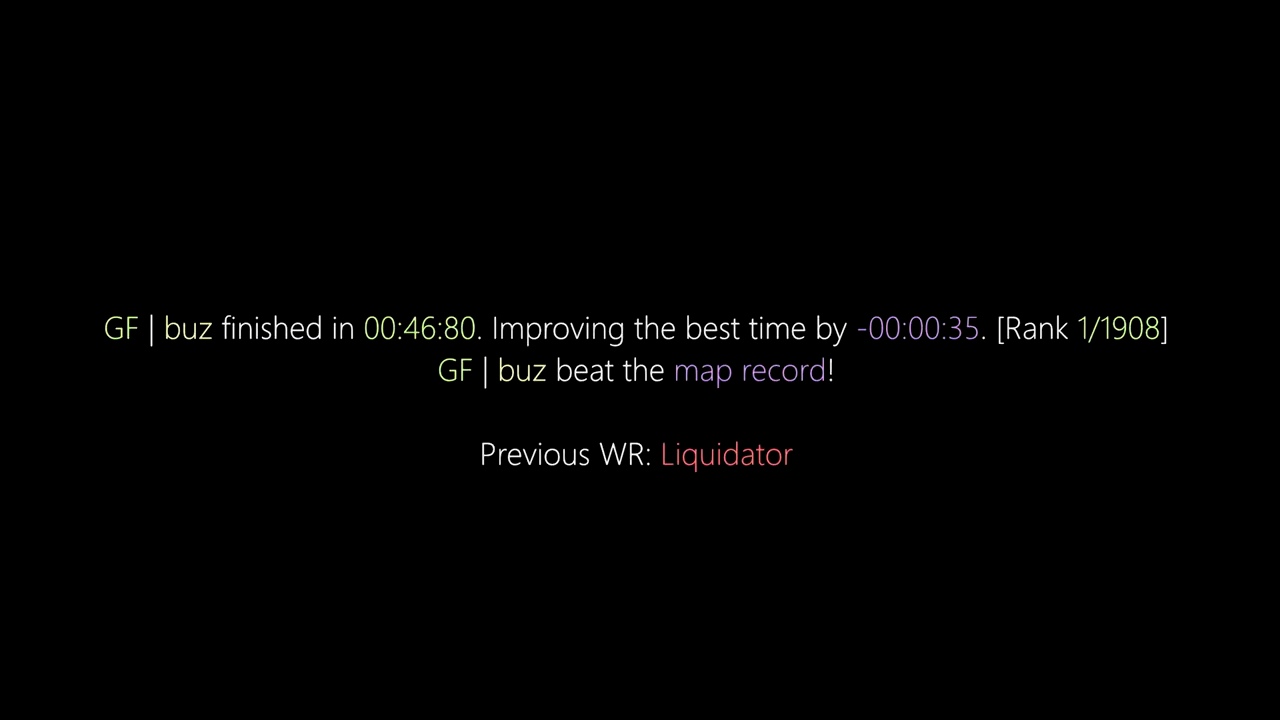 GF | buz finished in 00:46:80. Improving the best time by -00:00:35. [Rank 1/1908]
GF | buz beat the map record!
Previous WR: Liquidator